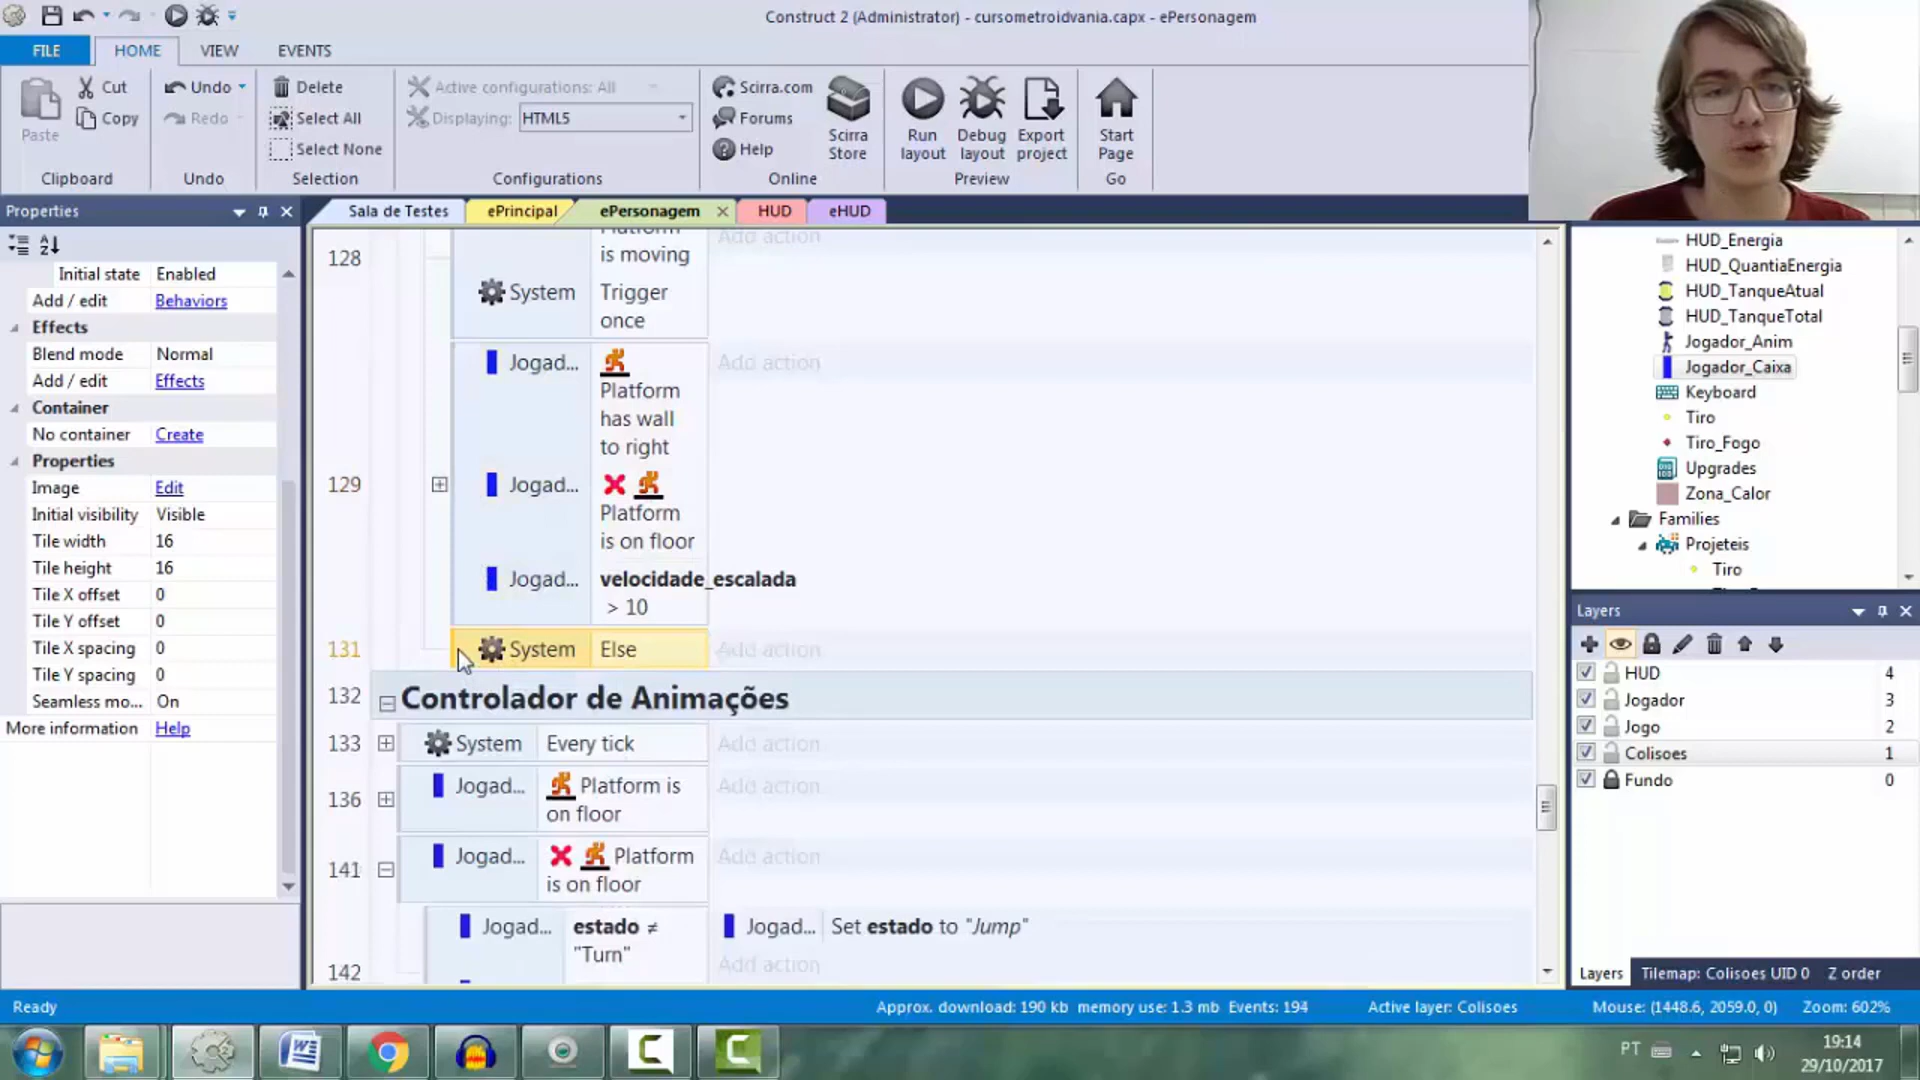 Construct 2 (Administrator) - cursometroidvania.capx - ePersonagem
FILE HOME VIEW EVENTS
Paste
Cut
Copy
Clipboard
Undo
Redo
Undo
Delete
Select All
Select None
Selection
Active configurations: All
Displaying: HTML5
Configurations
Scirra.com
Forums
Help
Scirra Store
Online
Run layout
Debug layout
Export project
Preview
Start Page
Go
Properties
Initial state Enabled
Add / edit Behaviors
Effects
Blend mode Normal
Add / edit Effects
Container
No container Create
Properties
Image Edit
Initial visibility Visible
Tile width 16
Tile height 16
Tile X offset 0
Tile Y offset 0
Tile X spacing 0
Tile Y spacing 0
Seamless mo... On
More information Help
Sala de Testes ePrincipal ePersonagem HUD eHUD
128
Platform
is moving
Add action
System Trigger
once
Jogad...
Platform
has wall
to right
Add action
129
Jogad...
Platform
is on floor
Jogad... velocidade_escalada
> 10
131 System Else Add action
132 Controlador de Animações
133 System Every tick Add action
136 Jogad... Platform is
on floor
Add action
141 Jogad... Platform
is on floor
Add action
142
Jogad... estado ≠
"Turn"
Jogad... Set estado to "Jump"
Add action
HUD_Energia
HUD_QuantiaEnergia
HUD_TanqueAtual
HUD_TanqueTotal
Jogador_Anim
Jogador_Caixa
Keyboard
Tiro
Tiro_Fogo
Upgrades
Zona_Calor
Families
Projeteis
Tiro
Layers
HUD 4
Jogador 3
Jogo 2
Colisoes 1
Fundo 0
Layers Tilemap: Colisoes UID 0 Z order
Ready
Approx. download: 190 kb memory use: 1.3 mb Events: 194 Active layer: Colisoes Mouse: (1448.6, 2059.0, 0) Zoom: 602%
PT
19:14
29/10/2017